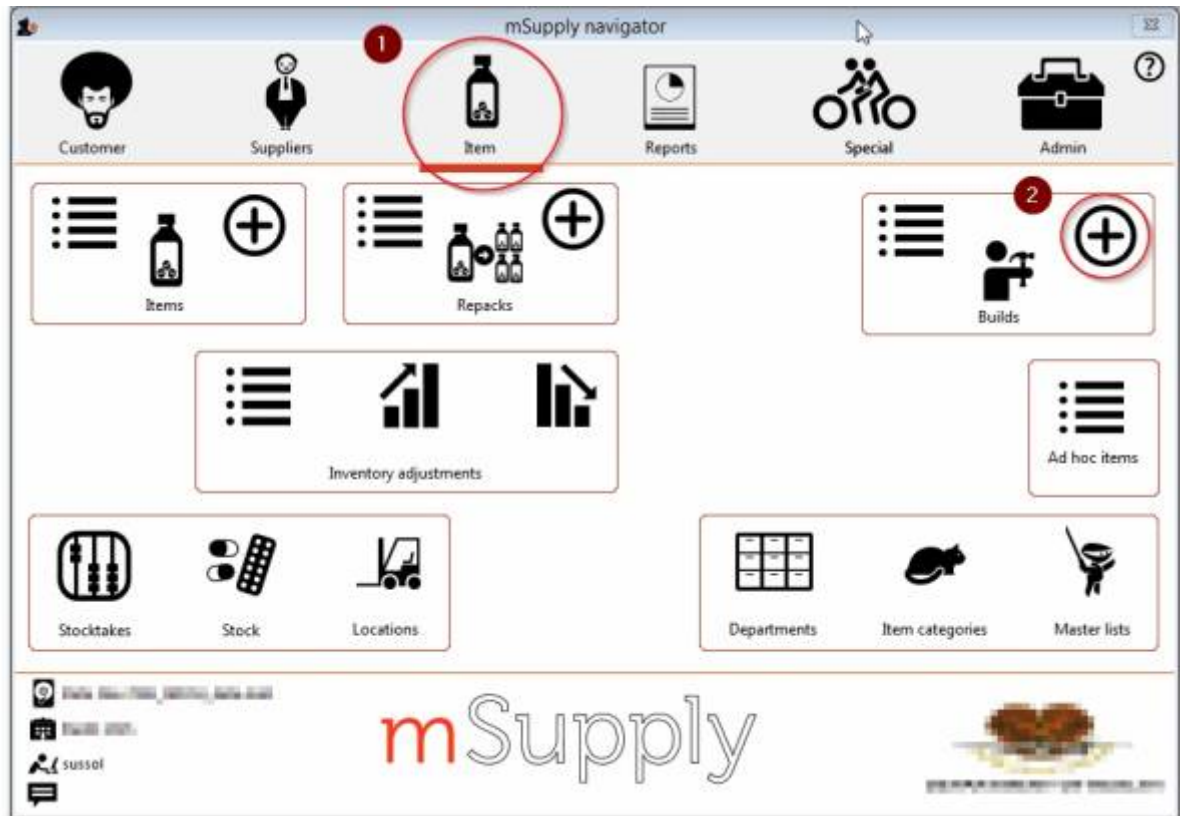 mSupply navigator
1
Customer
Suppliers
Item
Reports
Special
Admin
?
2
Items
Repacks
Builds
Inventory adjustments
Ad hoc items
Stocktakes
Stock
Locations
Departments
Item categories
Master lists
sussol
mSupply